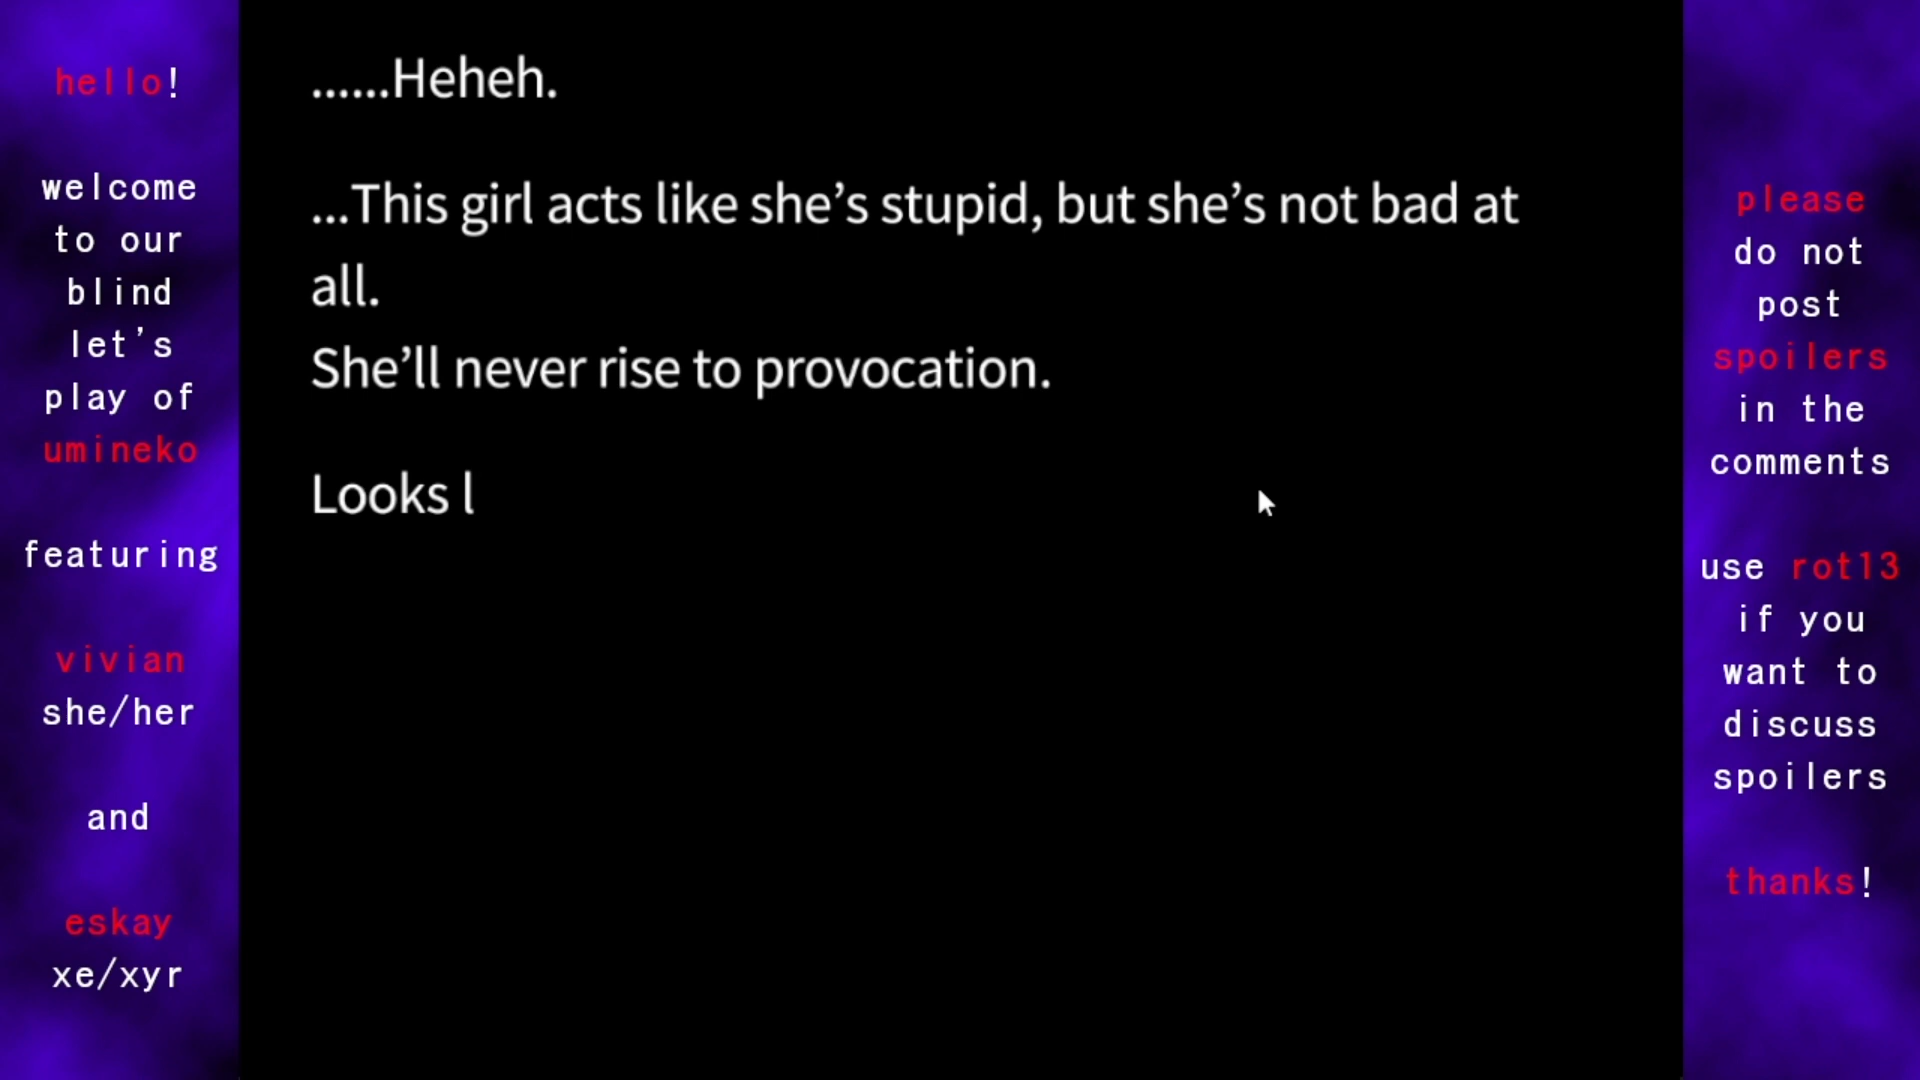 hello!
welcome
to our
blind
let's
play of
umineko
featuring
vivian
she/her
and
eskay
xe/xyr
......Heheh.
...This girl acts like she’s stupid, but she’s not bad at
all.
She’ll never rise to provocation.
Looks l
please
do not
post
spoilers
in the
comments
use rot13
if you
want to
discuss
spoilers
thanks!